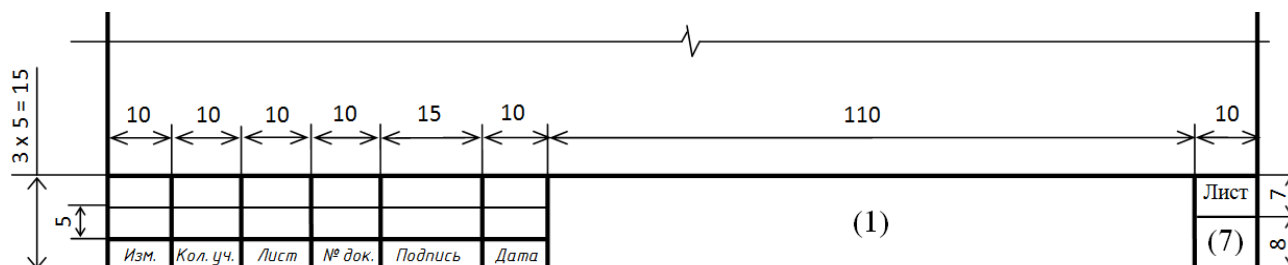 3 x 5 = 15
10 10 10 10 15 10 110 10
Лист 7
5 (1)
Изм. Кол. уч. Лист № док. Подпись Дата (7) 8